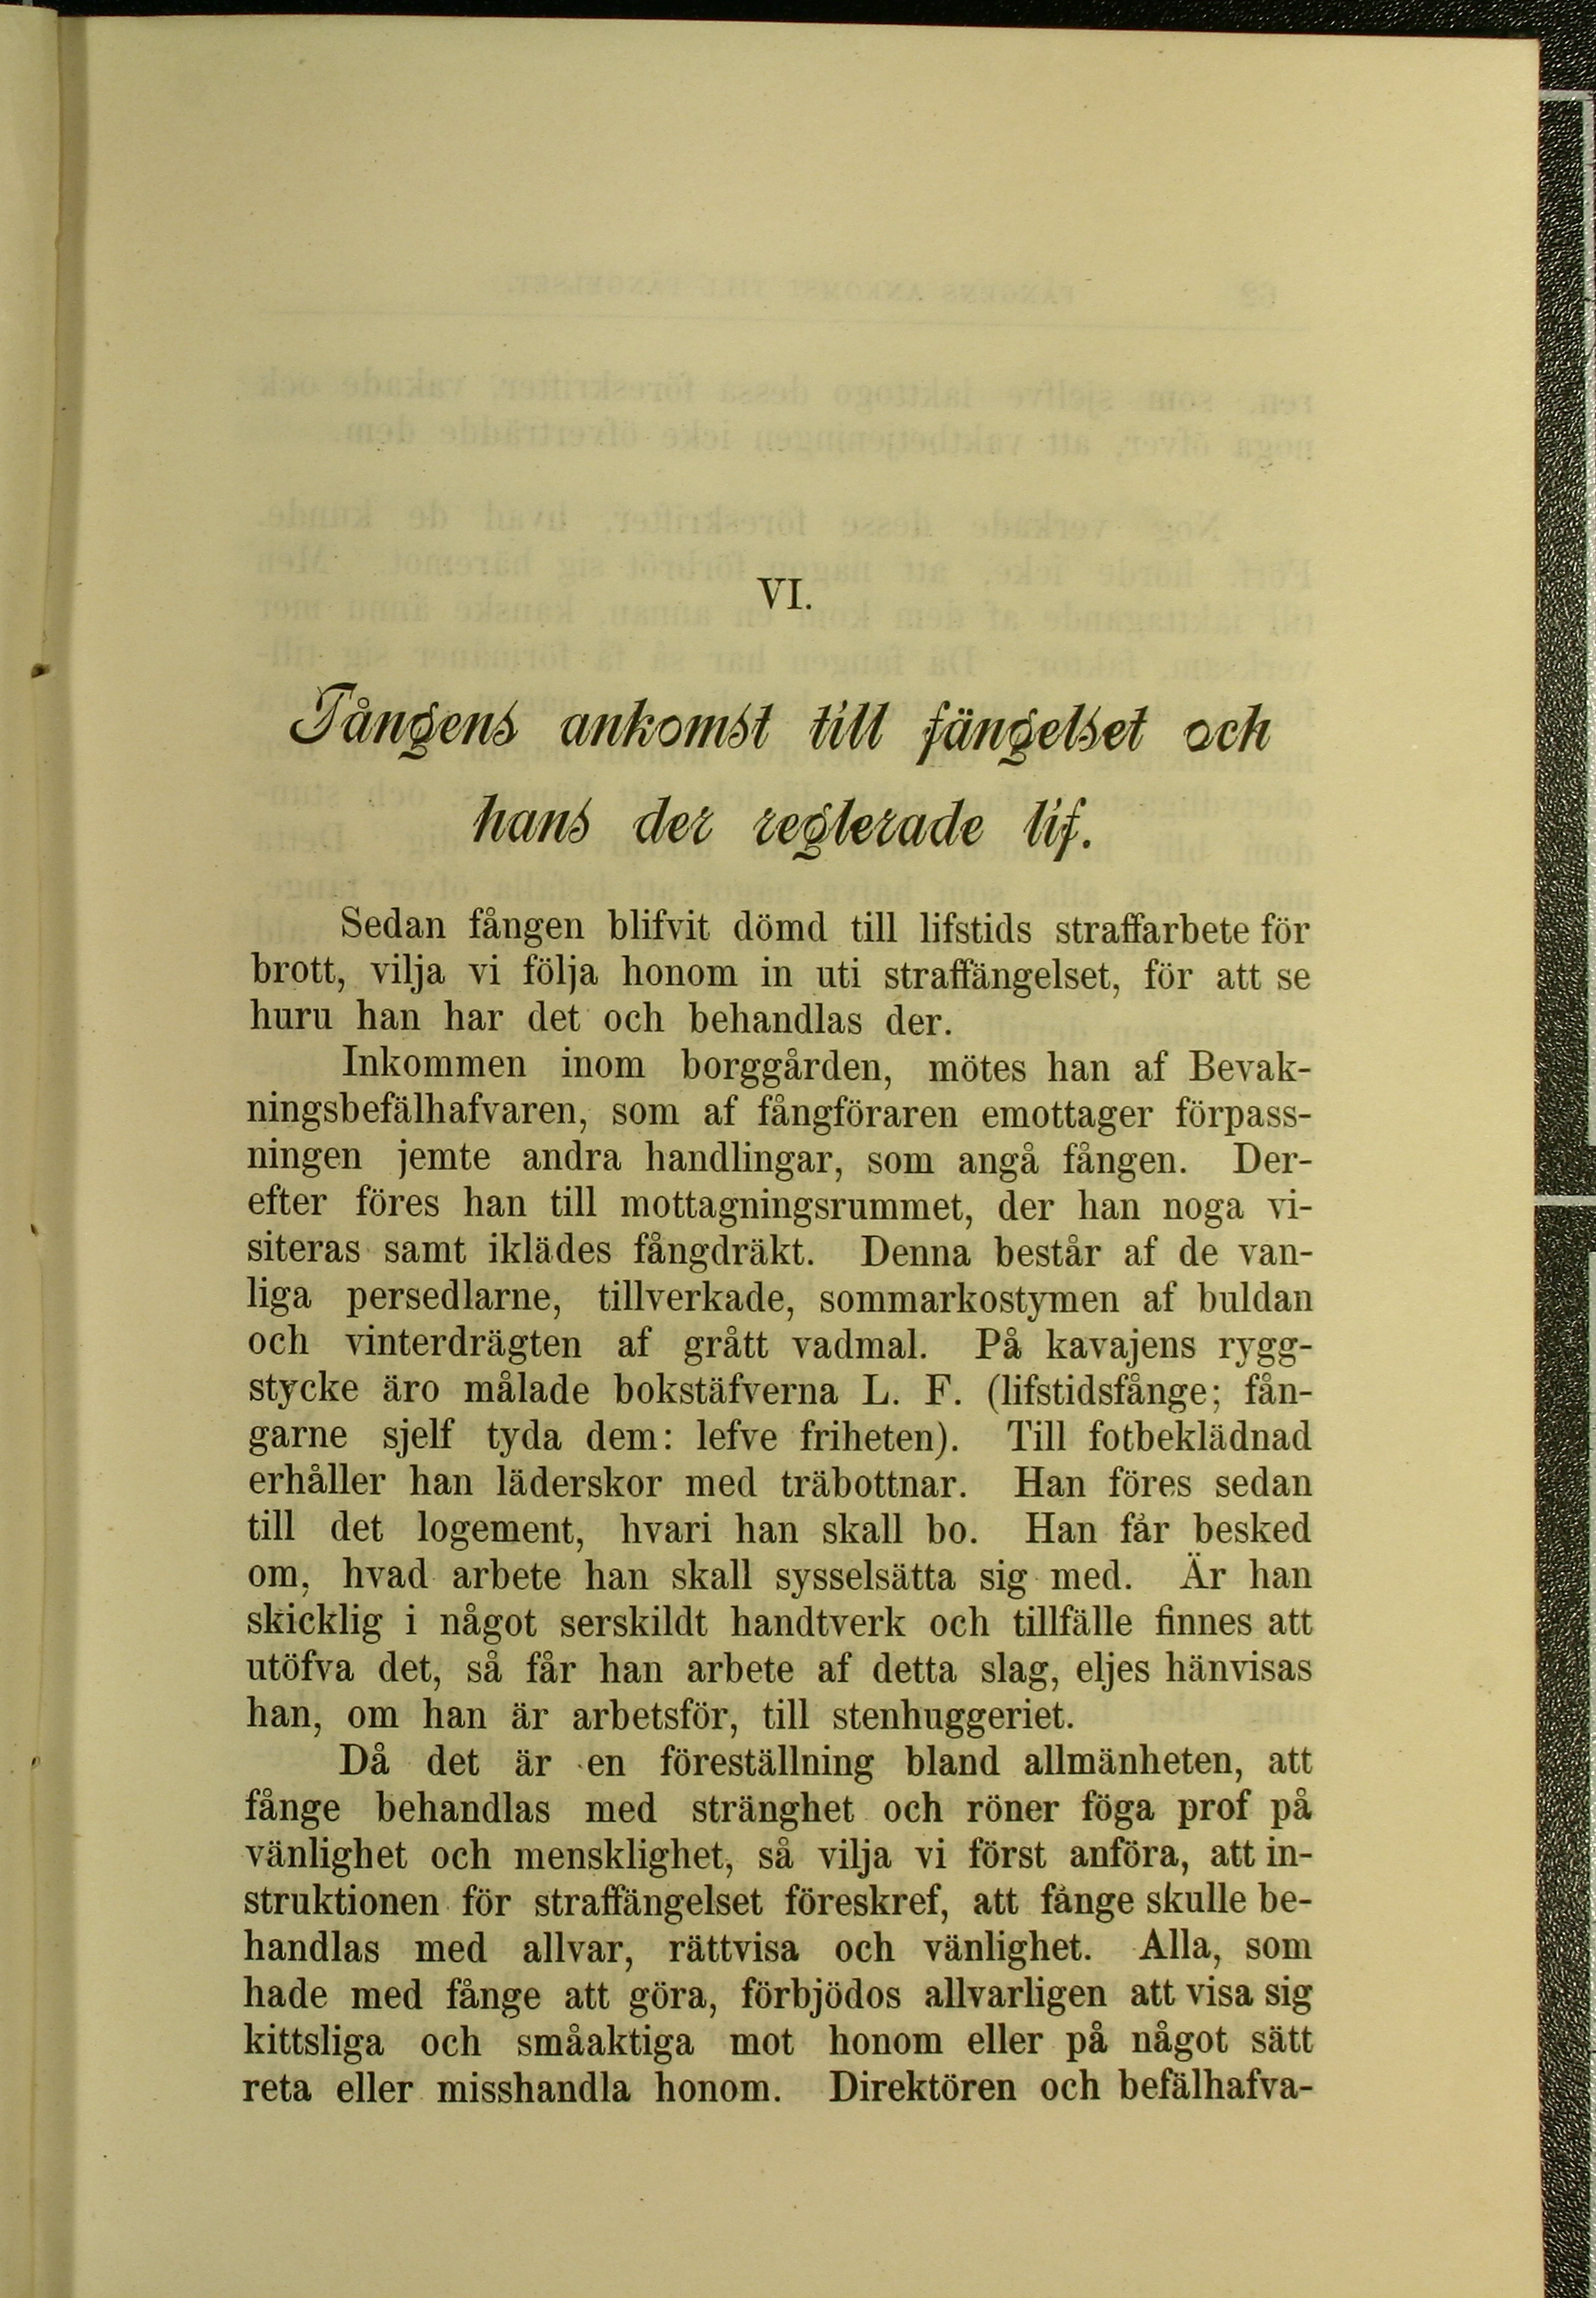 VI.
Fångens ankomst till fängelset och
hans der reglerade lif.
Sedan fången blifvit dömd till lifstids straffarbete för
brott, vilja vi följa honom in uti straffängelset, för att se
huru han har det och behandlas der.
Inkommen inom borggården, mötes han af Bevak-
ningsbefälhafvaren, som af fångföraren emottager förpass-
ningen jemte andra handlingar, som angå fången. Der-
efter föres han till mottagningsrummet, der han noga vi-
siteras samt iklädes fångdräkt. Denna består af de van-
liga persedlarne, tillverkade, sommarkostymen af buldan
och vinterdrägten af grått vadmal. På kavajens rygg-
stycke äro målade bokstäfverna L. F. (lifstidsfånge; fån-
garne sjelf tyda dem: lefve friheten). Till fotbeklädnad
erhåller han läderskor med träbottnar. Han föres sedan
till det logement, hvari han skall bo. Han får besked
om, hvad arbete han skall sysselsätta sig med. Är han
skicklig i något serskildt handtverk och tillfälle finnes att
utöfva det, så får han arbete af detta slag, eljes hänvisas
han, om han är arbetsför, till stenhuggeriet.
Då det är en föreställning bland allmänheten, att
fånge behandlas med stränghet och röner föga prof på
vänlighet och mensklighet, så vilja vi först anföra, att in-
struktionen för straffängelset föreskref, att fånge skulle be-
handlas med allvar, rättvisa och vänlighet. Alla, som
hade med fånge att göra, förbjödos allvarligen att visa sig
kittsliga och småaktiga mot honom eller på något sätt
reta eller misshandla honom. Direktören och befälhafva-